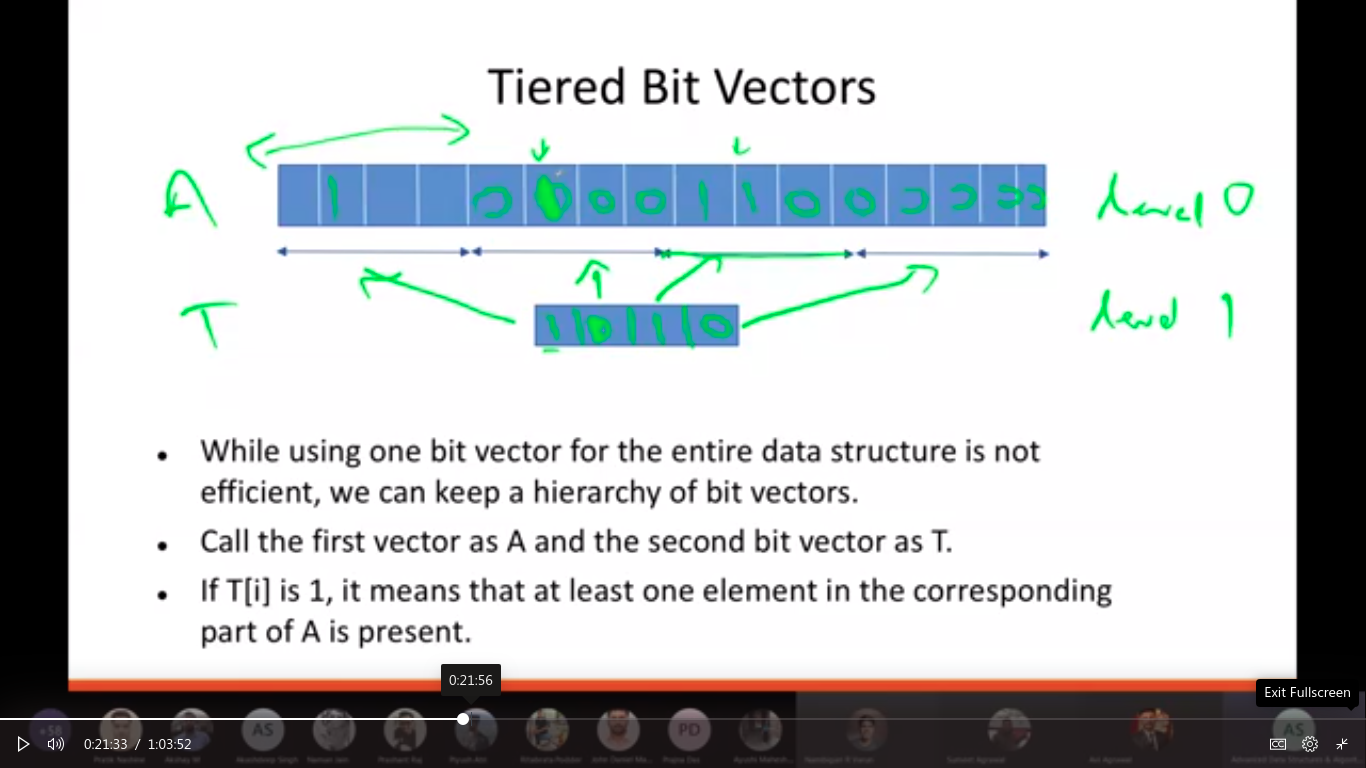 Tiered Bit Vectors
A 1 0 0 0 0 1 1 0 0 0 0 0 0 level 0
T 1 0 1 0 level 1
While using one bit vector for the entire data structure is not
efficient, we can keep a hierarchy of bit vectors.
Call the first vector as A and the second bit vector as T.
If T[i] is 1, it means that at least one element in the corresponding
part of A is present.
0:21:56
Exit Fullscreen
+58 AS PD AS
0:21:33 / 1:03:52 CC